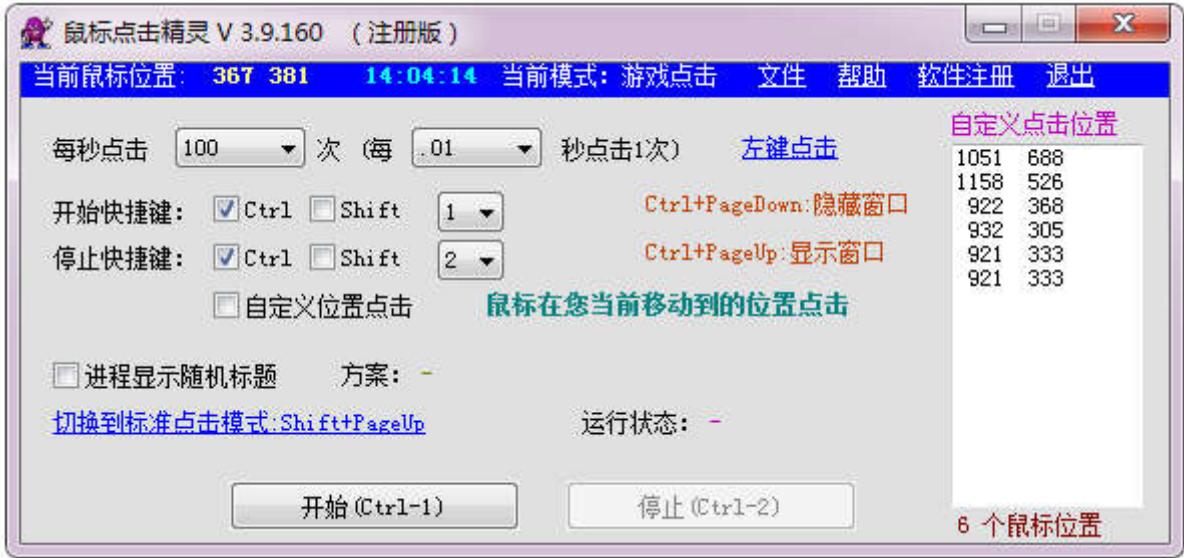 鼠标点击精灵 V 3.9.160 (注册版)
当前鼠标位置: 367 381 14:04:14 当前模式: 游戏点击 文件 帮助 软件注册 退出
每秒点击 100 次 (每 .01 秒点击1次) 左键点击
开始快捷键: Ctrl Shift 1 Ctrl+PageDown:隐藏窗口
停止快捷键: Ctrl Shift 2 Ctrl+PageUp:显示窗口
自定义位置点击 鼠标在您当前移动到的位置点击
进程显示随机标题 方案: -
切换到标准点击模式:Shift+PageUp 运行状态: -
开始(Ctrl-1) 停止(Ctrl-2)
自定义点击位置
1051 688
1158 526
922 368
932 305
921 333
921 333
6 个鼠标位置